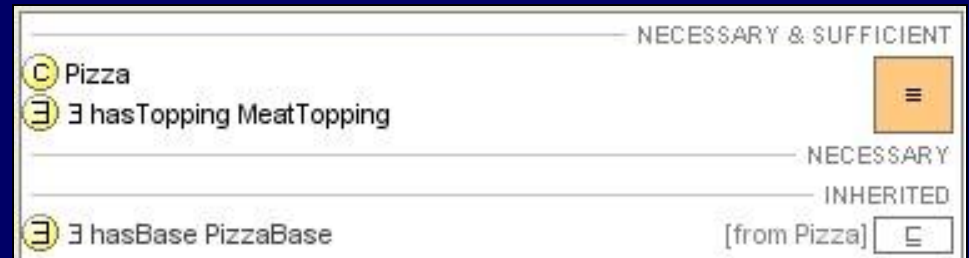 NECESSARY & SUFFICIENT
C Pizza
∃ ∃ hasTopping MeatTopping
≡
NECESSARY
INHERITED
∃ ∃ hasBase PizzaBase [from Pizza] ⊑